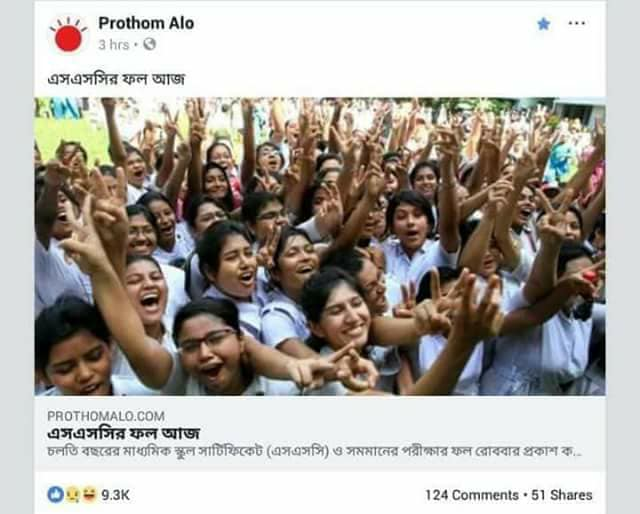 Prothom Alo
3 hrs •
এসএসসির ফল আজ
PROTHOMALO.COM
এসএসসির ফল আজ
চলতি বছরের মাধ্যমিক স্কুল সার্টিফিকেট (এসএসসি) ও সমমানের পরীক্ষার ফল রোববার প্রকাশ ক...
9.3K 124 Comments • 51 Shares